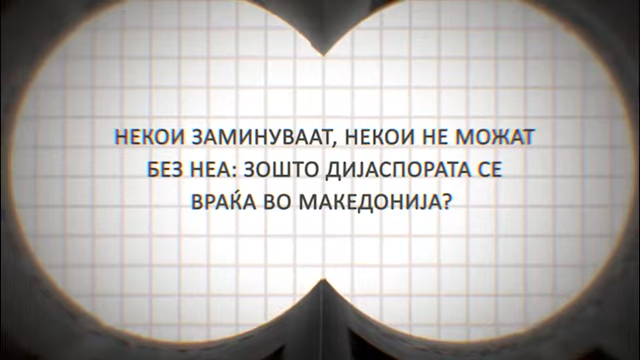 НЕКОИ ЗАМИНУВААТ, НЕКОИ НЕ МОЖАТ
БЕЗ НЕА: ЗОШТО ДИЈАСПОРАТА СЕ
ВРАЌА ВО МАКЕДОНИЈА?